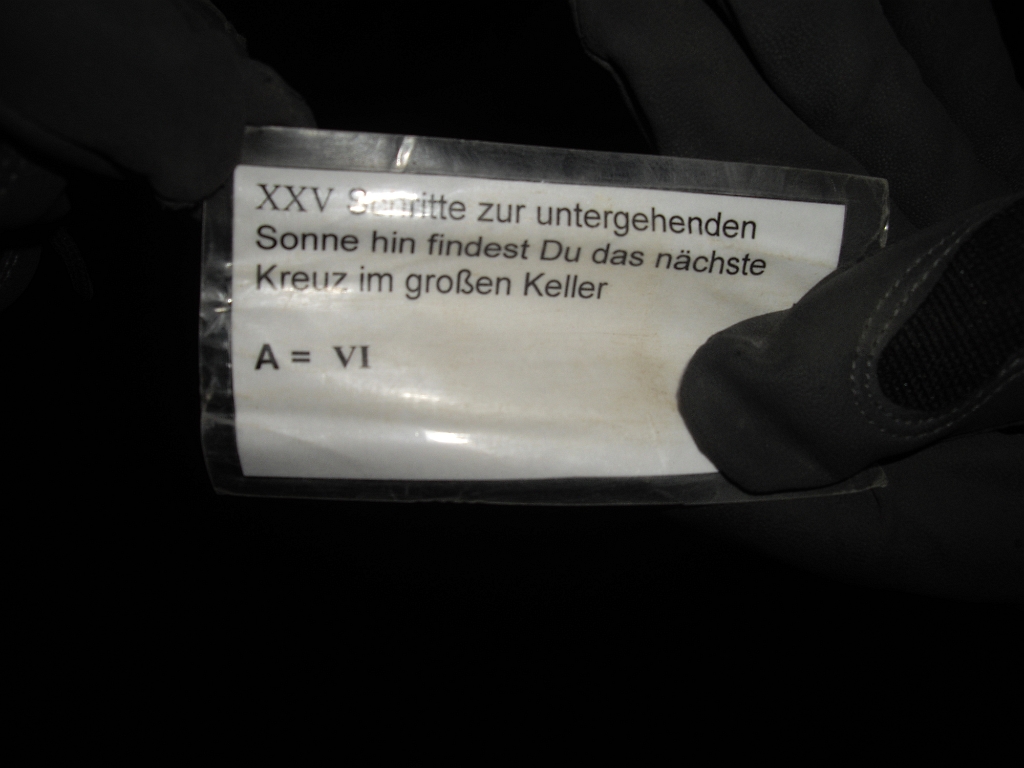 XXV Schritte zur untergehenden
Sonne hin findest Du das nächste
Kreuz im großen Keller
A = VI